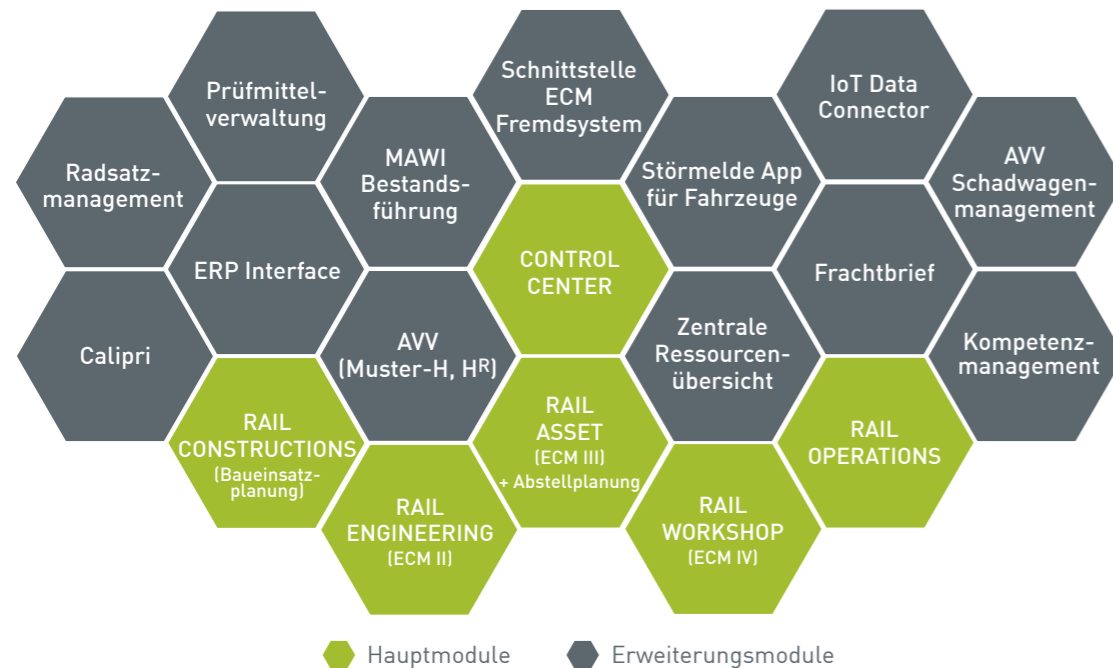 Prüfmittel-
verwaltung
Schnittstelle
ECM
Fremdsystem
IoT Data
Connector
Radsatz-
management
MAWI
Bestands-
führung
Störmelde App
für Fahrzeuge
AVV
Schadwagen-
management
ERP Interface
CONTROL
CENTER
Frachtbrief
Calipri
AVV
(Muster-H, HR)
Zentrale
Ressourcen-
übersicht
Kompetenz-
management
RAIL
CONSTRUCTIONS
(Baueinsatz-
planung)
RAIL
ASSET
(ECM III)
+ Abstellplanung
RAIL
OPERATIONS
RAIL
ENGINEERING
(ECM II)
RAIL
WORKSHOP
(ECM IV)
Hauptmodule
Erweiterungsmodule